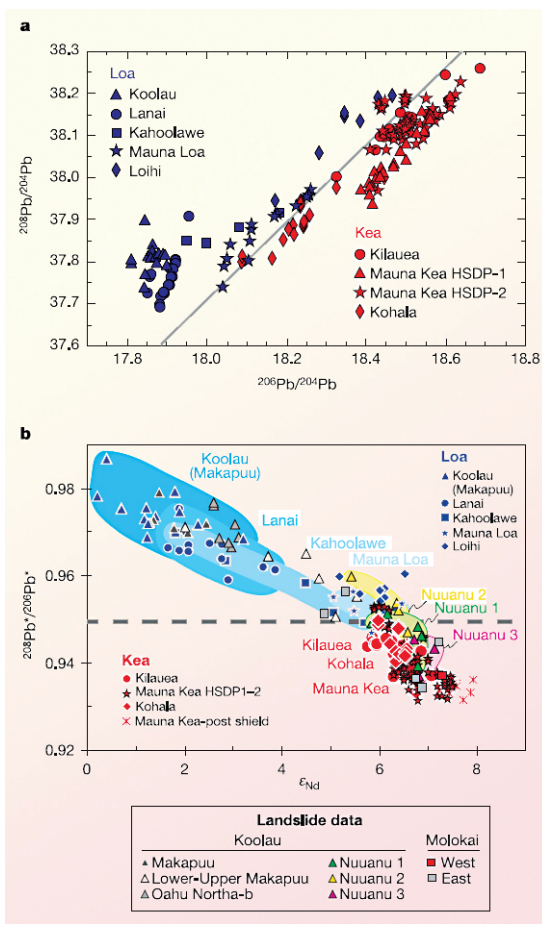 a
38.3
38.2
38.1
38.0
37.9
37.8
37.7
37.6
208Pb/204Pb
Loa
Koolau
Lanai
Kahoolawe
Mauna Loa
Loihi
Kea
Kilauea
Mauna Kea HSDP-1
Mauna Kea HSDP-2
Kohala
17.8
18.0
18.2
18.4
18.6
18.8
206Pb/204Pb
b
0.98
0.96
0.94
0.92
208Pb*/206Pb*
Koolau
(Makapuu)
Lanai
Kahoolawe
Mauna Loa
Loa
Koolau
(Makapuu)
Lanai
Kahoolawe
Mauna Loa
Loihi
Nuuanu 2
Nuuanu 1
Nuuanu 3
Kilauea
Kohala
Mauna Kea
Kea
Kilauea
Mauna Kea HSDP1–2
Kohala
Mauna Kea-post shield
0
2
4
6
8
εNd
Landslide data
Koolau
Molokai
Makapuu
Lower-Upper Makapuu
Oahu Northa-b
Nuuanu 1
Nuuanu 2
Nuuanu 3
West
East